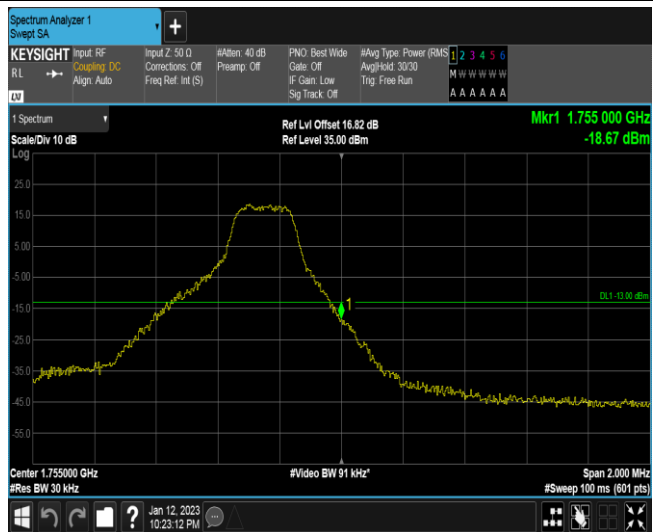 Spectrum Analyzer 1
Swept SA
+
KEYSIGHT
RL
LXI
Input: RF
Coupling: DC
Align: Auto
Input Z: 50 Ω
Corrections: Off
Freq Ref: Int (S)
#Atten: 40 dB
Preamp: Off
PNO: Best Wide
Gate: Off
IF Gain: Low
Sig Track: Off
#Avg Type: Power (RMS
Avg|Hold: 30/30
Trig: Free Run
1 2 3 4 5 6
M W W W W W
A A A A A A
1 Spectrum
Scale/Div 10 dB
Log
Ref Lvl Offset 16.82 dB
Ref Level 35.00 dBm
Mkr1 1.755 000 GHz
-18.67 dBm
25.0
15.0
5.00
-5.00
-15.0
-25.0
-35.0
-45.0
-55.0
DL1 -13.00 dBm
1
Center 1.755000 GHz
#Res BW 30 kHz
#Video BW 91 kHz*
Span 2.000 MHz
#Sweep 100 ms (601 pts)
?
Jan 12, 2023
10:23:12 PM